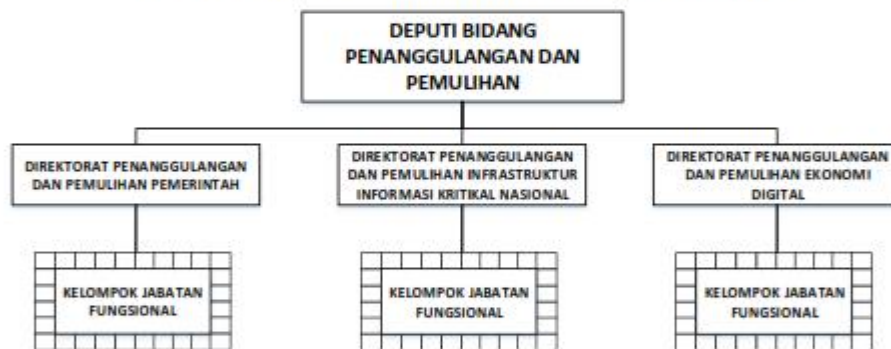 DEPUTI BIDANG
PENANGGULANGAN DAN
PEMULIHAN
DIREKTORAT PENANGGULANGAN
DAN PEMULIHAN PEMERINTAH
DIREKTORAT PENANGGULANGAN
DAN PEMULIHAN INFRASTRUKTUR
INFORMASI KRITIKAL NASIONAL
DIREKTORAT PENANGGULANGAN
DAN PEMULIHAN EKONOMI
DIGITAL
KELOMPOK JABATAN
FUNGSIONAL
KELOMPOK JABATAN
FUNGSIONAL
KELOMPOK JABATAN
FUNGSIONAL